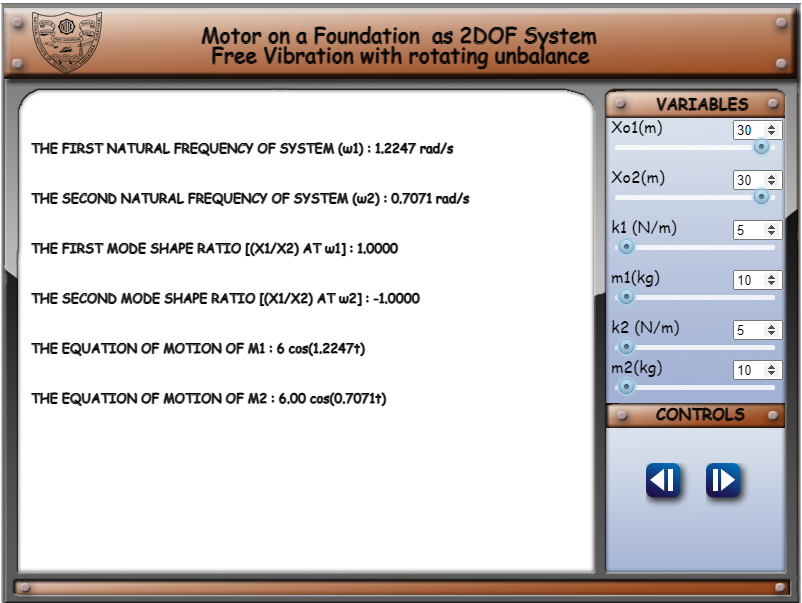 Motor on a Foundation as 2DOF System
Free Vibration with rotating unbalance
THE FIRST NATURAL FREQUENCY OF SYSTEM (ω1) : 1.2247 rad/s
THE SECOND NATURAL FREQUENCY OF SYSTEM (ω2) : 0.7071 rad/s
THE FIRST MODE SHAPE RATIO [(X1/X2) AT ω1] : 1.0000
THE SECOND MODE SHAPE RATIO [(X1/X2) AT ω2] : -1.0000
THE EQUATION OF MOTION OF M1 : 6 cos(1.2247t)
THE EQUATION OF MOTION OF M2 : 6.00 cos(0.7071t)
VARIABLES
Xo1(m) 30
Xo2(m) 30
k1 (N/m) 5
m1(kg) 10
k2 (N/m) 5
m2(kg) 10
CONTROLS